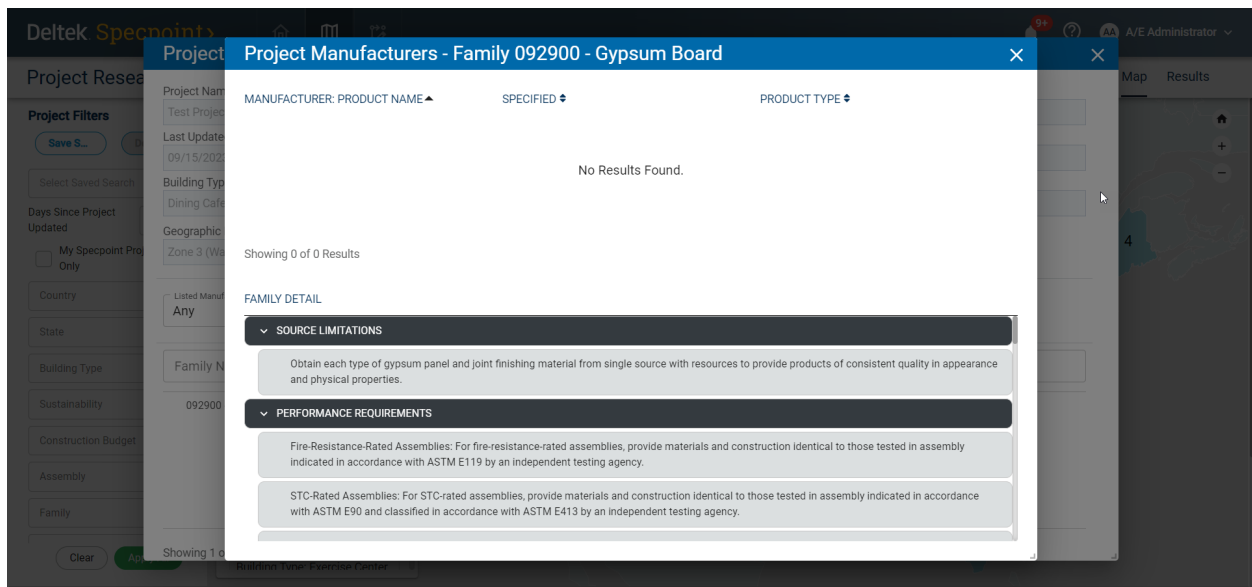 Deltek Specpoint
9+
AA
A/E Administrator
Project Resea
Map
Results
Project
Project Manufacturers - Family 092900 - Gypsum Board
Project Filters
Save S...
Select Saved Search
Days Since Project
Updated
My Specpoint Proj
Only
Country
State
Building Type
Sustainability
Construction Budget
Assembly
Family
Clear
App
Project Nam
Test Projec
Last Update
09/15/202
Building Typ
Dining Cafe
Geographic
Zone 3 (Wa
Listed Manuf
Any
Family N
092900
Showing 1 o
Building Type: Exercise Center
4
MANUFACTURER: PRODUCT NAME
SPECIFIED
PRODUCT TYPE
No Results Found.
Showing 0 of 0 Results
FAMILY DETAIL
SOURCE LIMITATIONS
Obtain each type of gypsum panel and joint finishing material from single source with resources to provide products of consistent quality in appearance
and physical properties.
PERFORMANCE REQUIREMENTS
Fire-Resistance-Rated Assemblies: For fire-resistance-rated assemblies, provide materials and construction identical to those tested in assembly
indicated in accordance with ASTM E119 by an independent testing agency.
STC-Rated Assemblies: For STC-rated assemblies, provide materials and construction identical to those tested in assembly indicated in accordance
with ASTM E90 and classified in accordance with ASTM E413 by an independent testing agency.